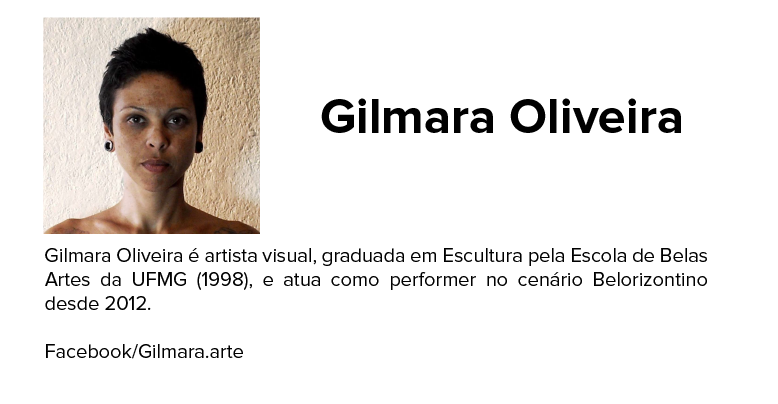 Gilmara Oliveira
Gilmara Oliveira é artista visual, graduada em Escultura pela Escola de Belas
Artes da UFMG (1998), e atua como performer no cenário Belorizontino
desde 2012.
Facebook/Gilmara.arte